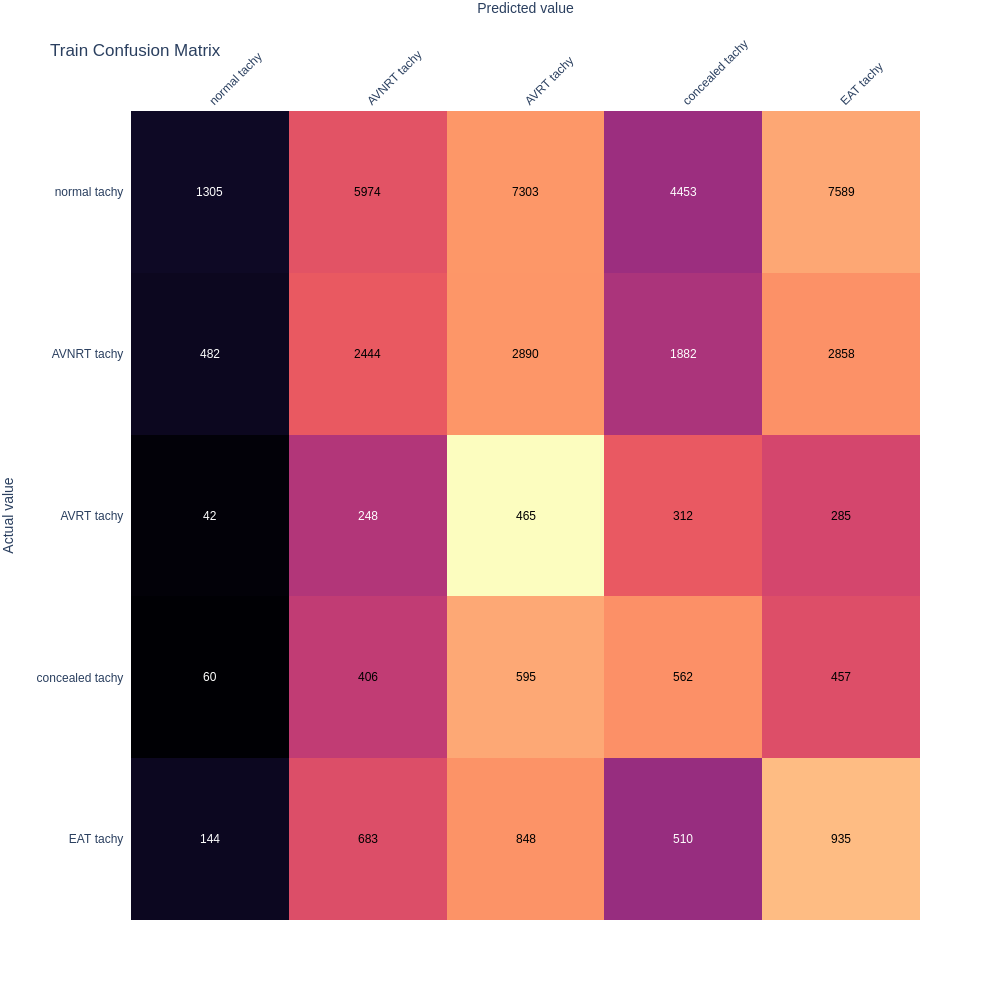 Predicted value
Train Confusion Matrix
normal tachy
AVNRT tachy
AVRT tachy
concealed tachy
EAT tachy
Actual value
normal tachy 1305 5974 7303 4453 7589
AVNRT tachy 482 2444 2890 1882 2858
AVRT tachy 42 248 465 312 285
concealed tachy 60 406 595 562 457
EAT tachy 144 683 848 510 935